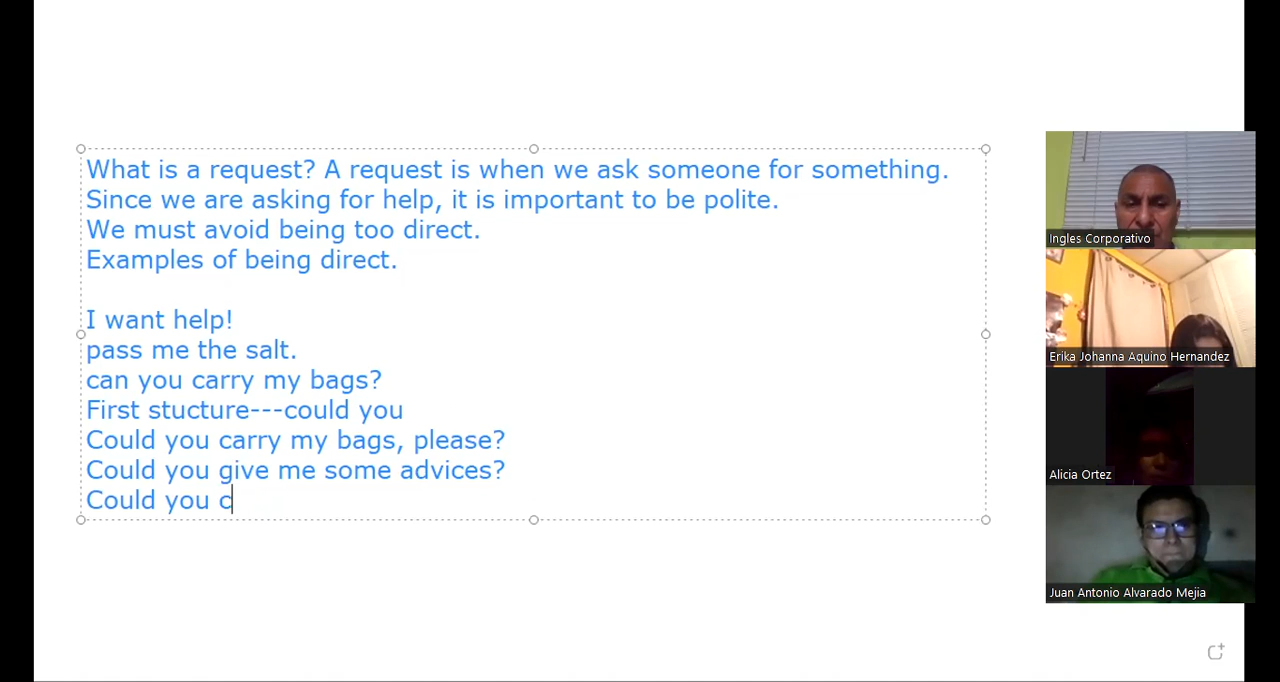 What is a request? A request is when we ask someone for something.
Since we are asking for help, it is important to be polite.
We must avoid being too direct.
Examples of being direct.
I want help!
pass me the salt.
can you carry my bags?
First stucture---could you
Could you carry my bags, please?
Could you give me some advices?
Could you c
Ingles Corporativo
Erika Johanna Aquino Hernandez
Alicia Ortez
Juan Antonio Alvarado Mejia